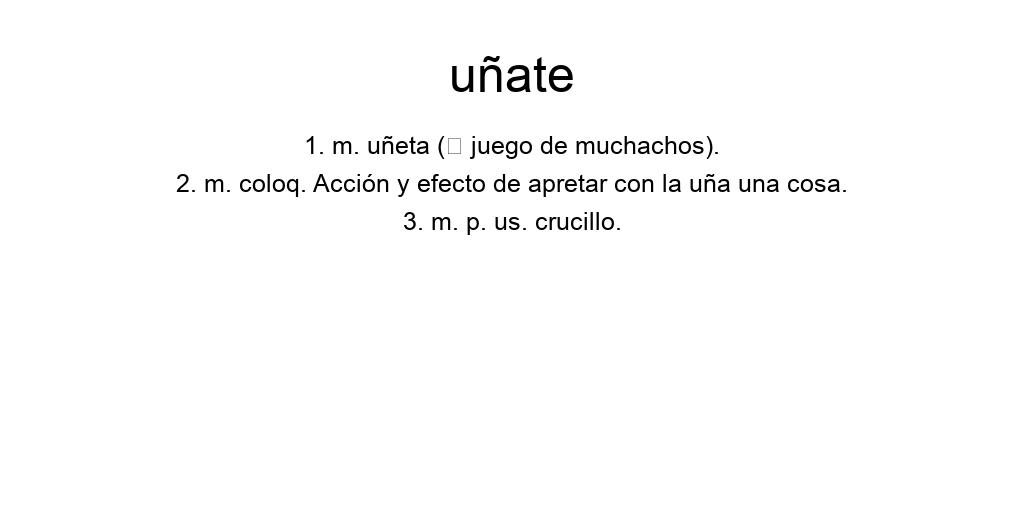 uñate
1. m. uñeta (□ juego de muchachos).
2. m. coloq. Acción y efecto de apretar con la uña una cosa.
3. m. p. us. crucillo.